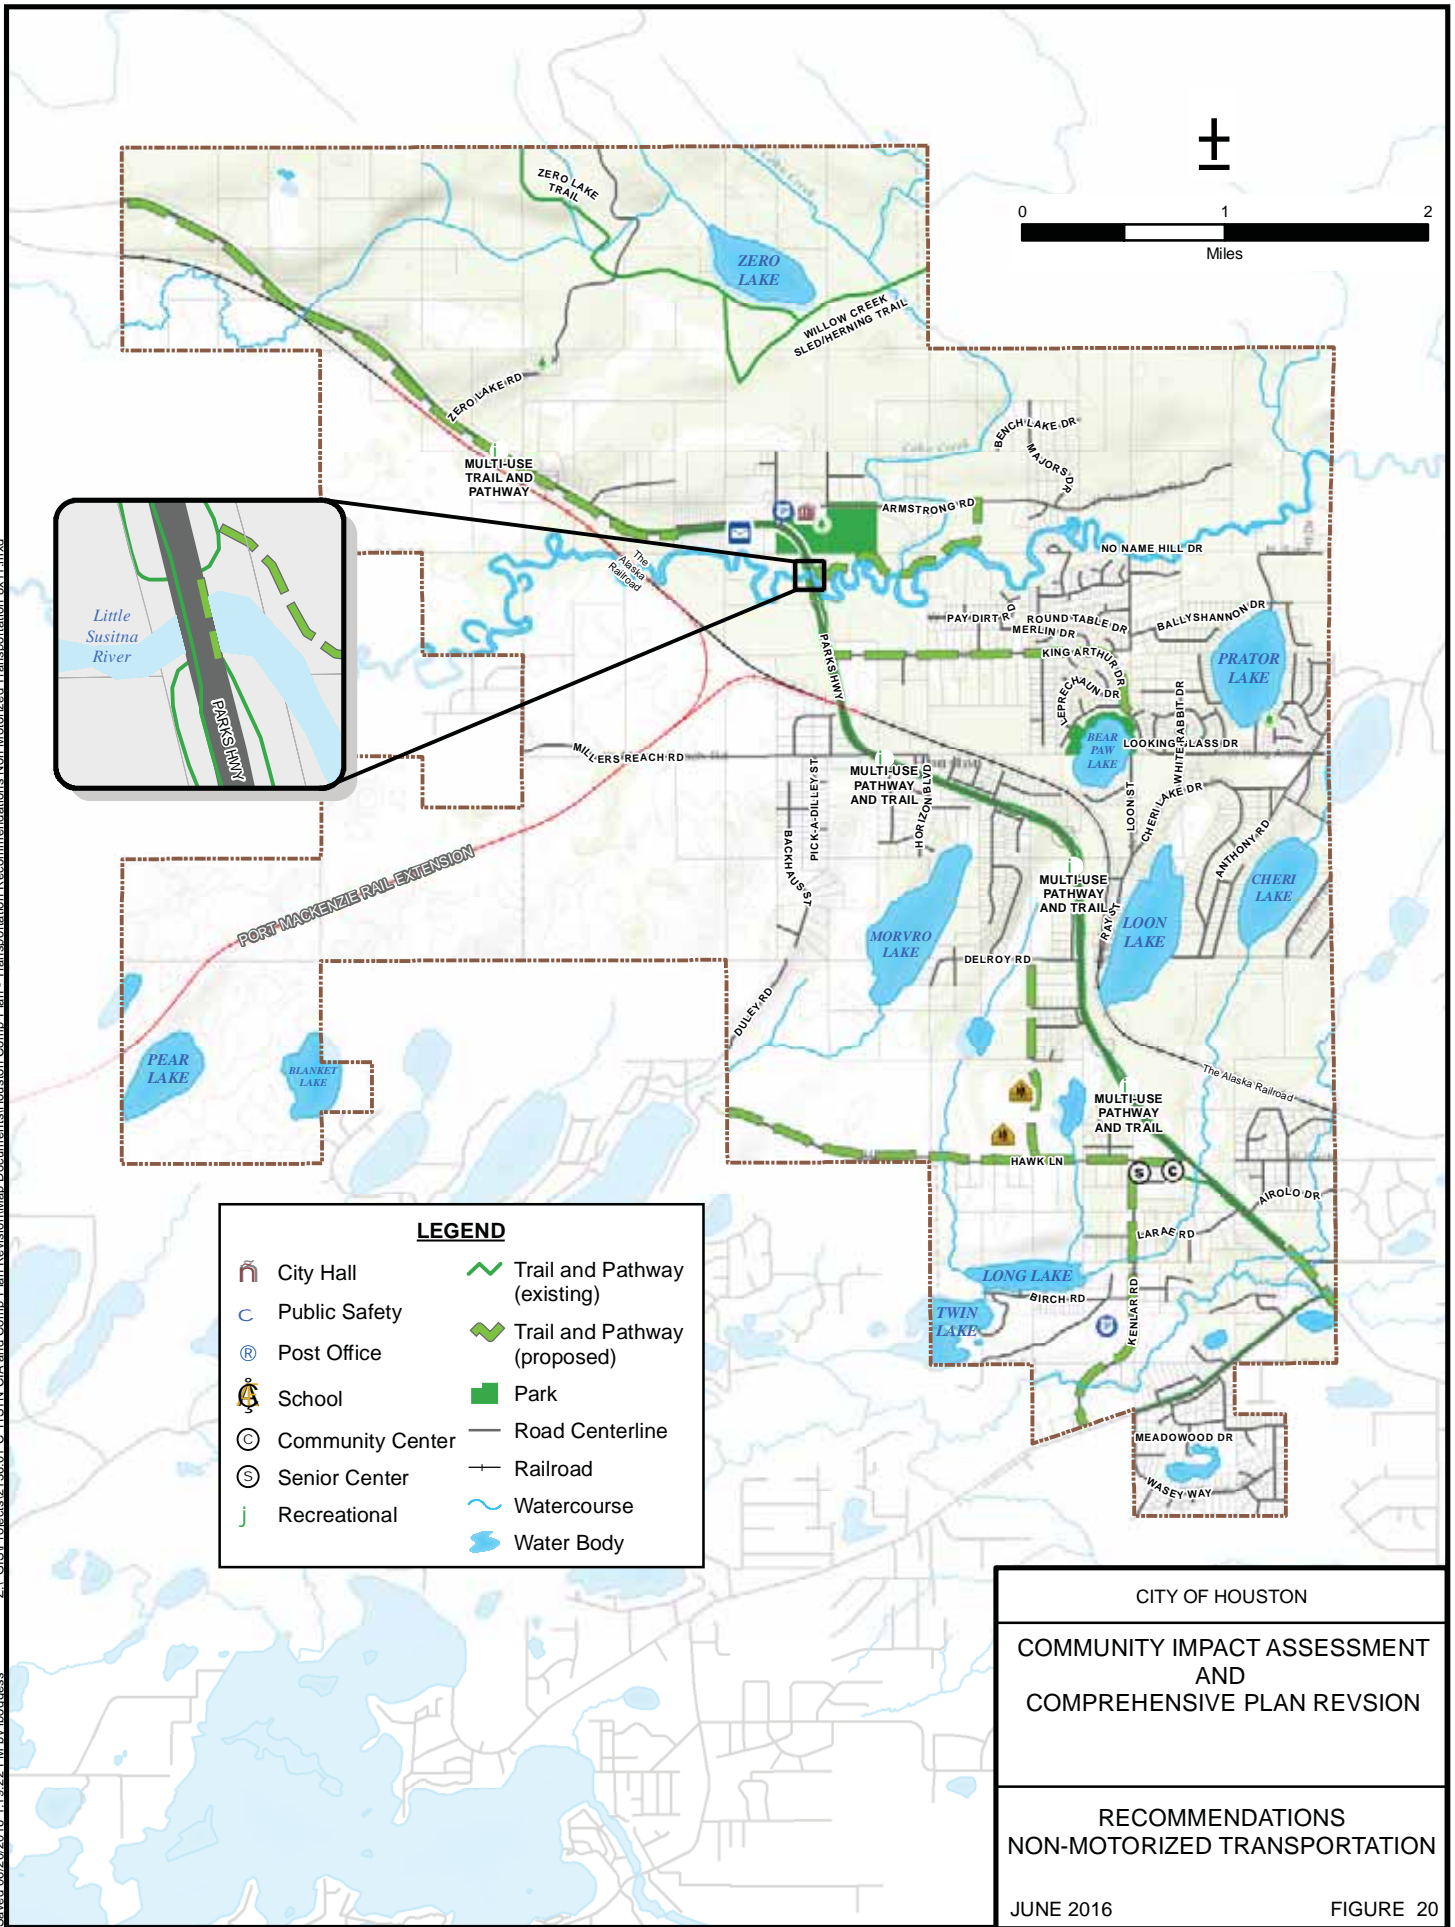 ±
0 1 2
Miles
Coho Creek
ZERO LAKE
TRAIL
ZERO
LAKE
WILLOW CREEK
SLED/HERNING TRAIL
ZERO LAKE RD
j
MULTI-USE
TRAIL AND
PATHWAY
BENCH LAKE DR
MAJORS DR
Coho Creek
ARMSTRONG RD
The
Alaska
Railroad
NO NAME HILL DR
PAY DIRT RD
ROUND TABLE DR
MERLIN DR
BALLYSHANNON DR
KING ARTHUR DR
PRATOR
LAKE
LEPRECHAUN DR
WHITE RABBIT DR
BEAR
PAW
LAKE
LOOKING GLASS DR
PARKS HWY
Little
Susitna
River
PARKS HWY
MILLERS REACH RD
Houston
j
MULTI-USE
PATHWAY
AND TRAIL
HORIZON BLVD
PICK-A-DILLEY ST
BACKHAUS ST
LOON ST
CHERI LAKE DR
ANTHONY RD
CHERI
LAKE
j
MULTI-USE
PATHWAY
AND TRAIL
RAY ST
LOON
LAKE
PORT MACKENZIE RAIL EXTENSION
MORVRO
LAKE
DELROY RD
DULEY RD
PEAR
LAKE
BLANKET
LAKE
The Alaska Railroad
j
MULTI-USE
PATHWAY
AND TRAIL
HAWK LN
S C
AIROLO DR
LARAE RD
LONG LAKE
BIRCH RD
TWIN
LAKE
KENLAR RD
MEADOWOOD DR
WASEY WAY
LEGEND
ñ City Hall
C Public Safety
® Post Office
School
C Community Center
S Senior Center
j Recreational
Trail and Pathway
(existing)
Trail and Pathway
(proposed)
Park
Road Centerline
Railroad
Watercourse
Water Body
CITY OF HOUSTON
COMMUNITY IMPACT ASSESSMENT
AND
COMPREHENSIVE PLAN REVSION
RECOMMENDATIONS
NON-MOTORIZED TRANSPORTATION
JUNE 2016 FIGURE 20